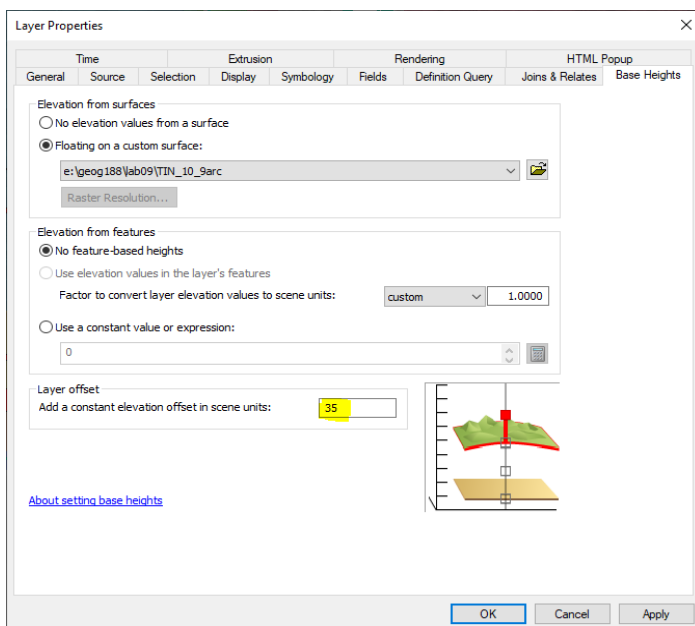 Layer Properties
Time Extrusion Rendering HTML Popup
General Source Selection Display Symbology Fields Definition Query Joins & Relates Base Heights
Elevation from surfaces
No elevation values from a surface
Floating on a custom surface:
e:\geog188\lab09\TIN_10_9arc
Raster Resolution...
Elevation from features
No feature-based heights
Use elevation values in the layer's features
Factor to convert layer elevation values to scene units: custom 1.0000
Use a constant value or expression:
0
Layer offset
Add a constant elevation offset in scene units: 35
About setting base heights
OK Cancel Apply